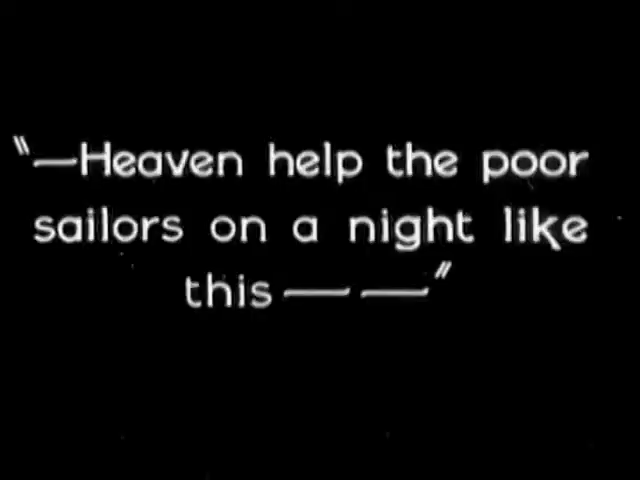 "—Heaven help the poor
sailors on a night like
this — —"